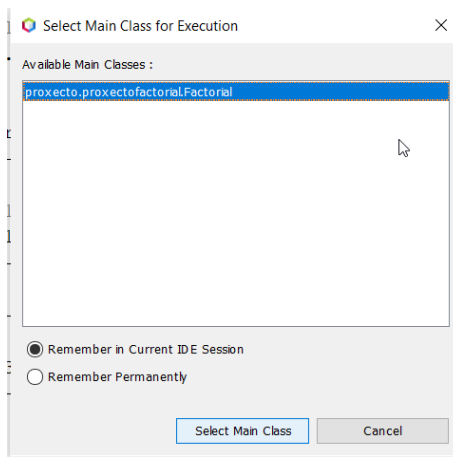 Select Main Class for Execution
Available Main Classes :
proxecto.proxectofactorial.Factorial
Remember in Current IDE Session
Remember Permanently
Select Main Class Cancel